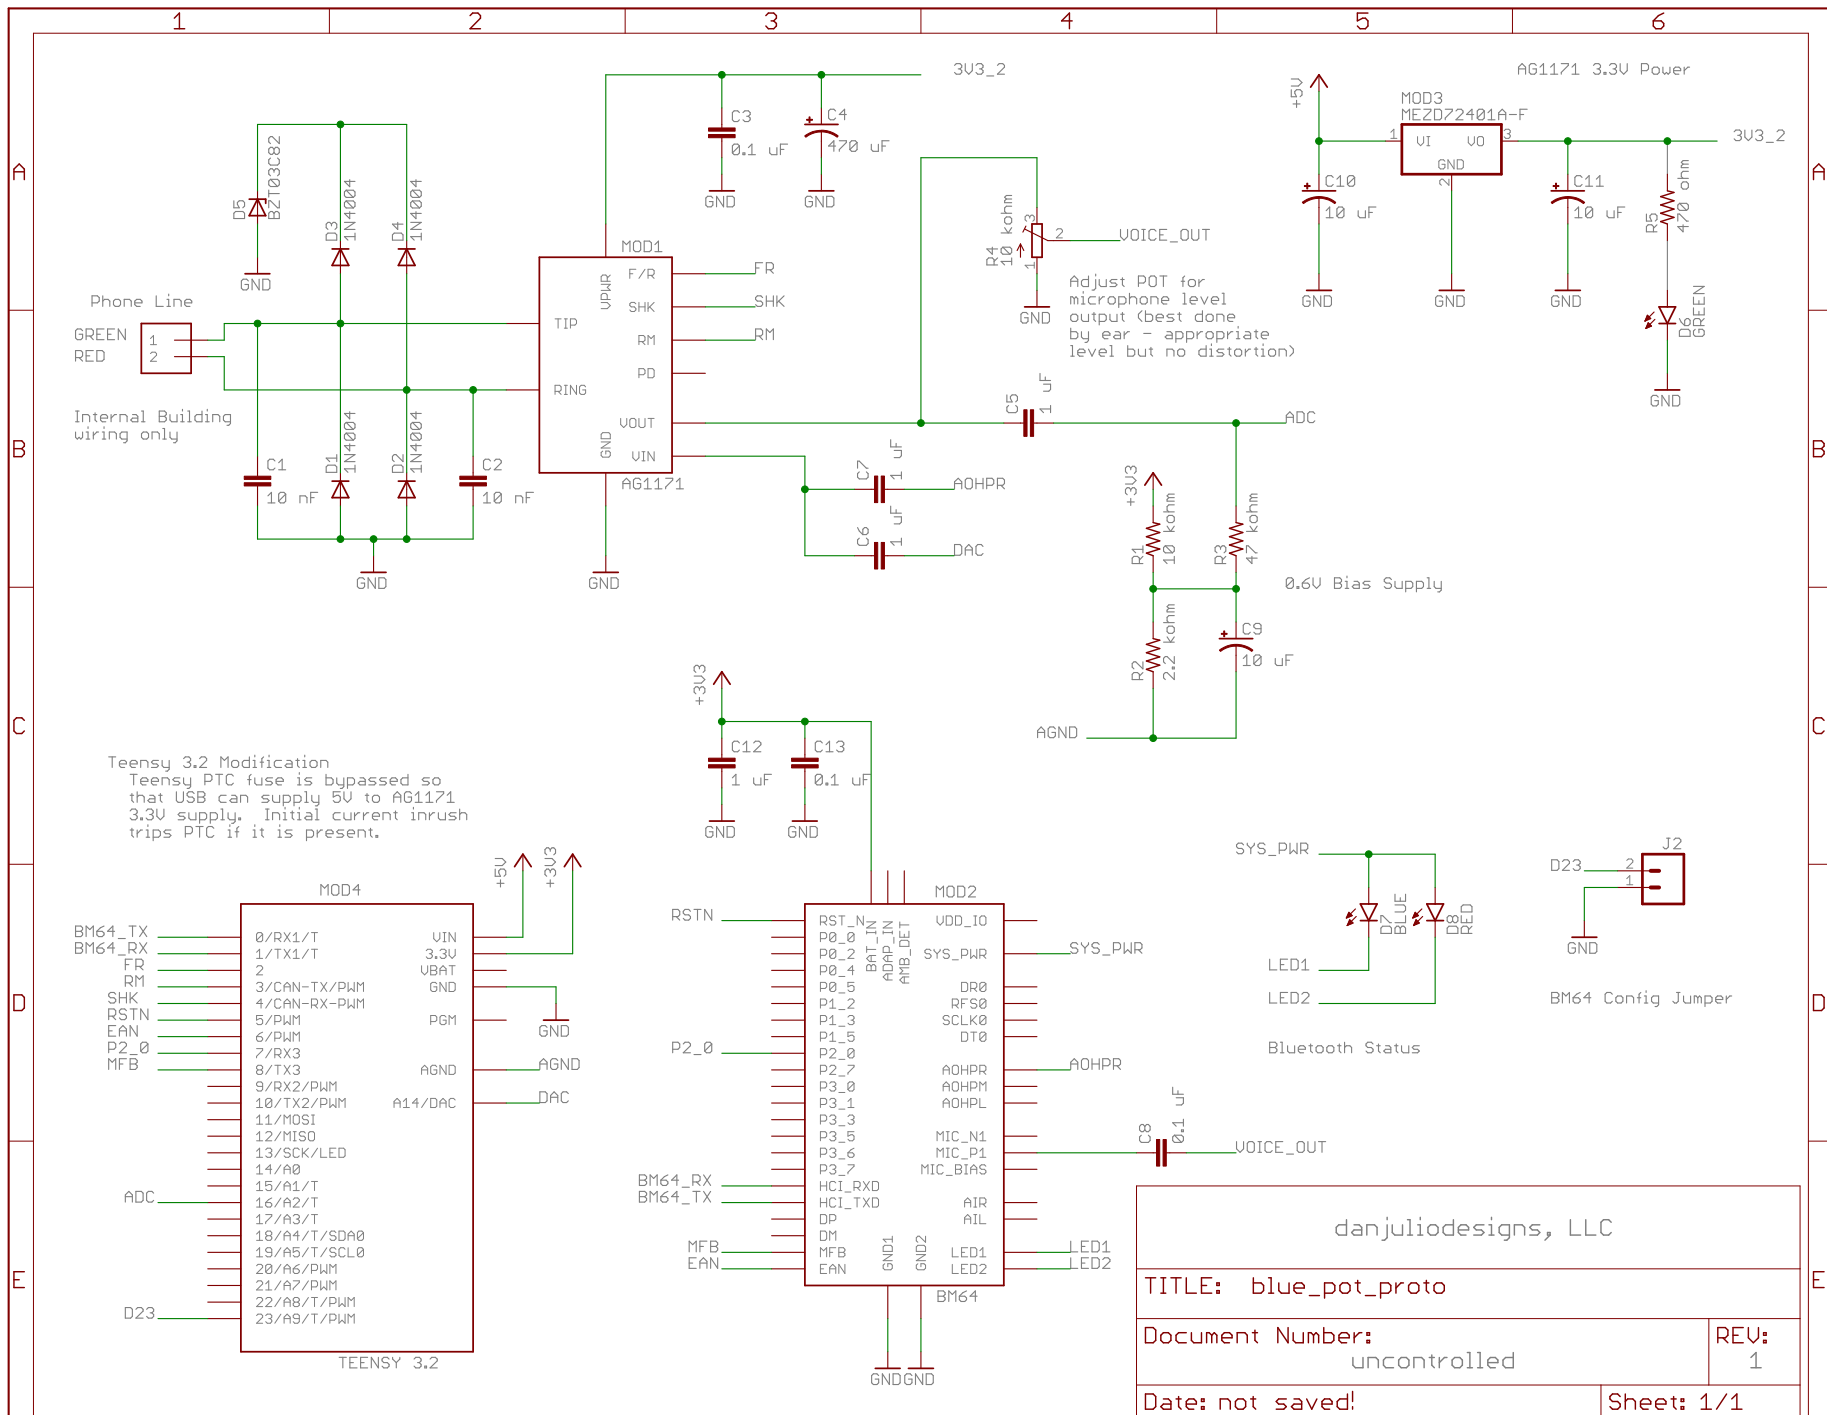 1 2 3 4 5 6
A
B
C
D
E
A
B
C
D
E
3V3_2
C3
0.1 uF
GND
C4
470 uF
GND
D5
BZT03C82
GND
D3
1N4004
D4
1N4004
Phone Line
GREEN
RED
1
2
Internal Building
wiring only
C1
10 nF
D1
1N4004
D2
1N4004
C2
10 nF
GND
MOD1
VPWR
F/R
SHK
RM
PD
TIP
RING
VOUT
VIN
GND
AG1171
GND
FR
SHK
RM
R4
10 kohm
3
2
1
VOICE_OUT
GND
Adjust POT for
microphone level
output (best done
by ear - appropriate
level but no distortion)
AG1171 3.3V Power
+5V
MOD3
MEZD72401A-F
1
VI
VO
3
GND
2
3V3_2
C10
10 uF
GND
GND
C11
10 uF
GND
R5
470 ohm
D6
GREEN
GND
C5
1 uF
ADC
C7
1 uF
AOHPR
C6
1 uF
DAC
+3V3
R1
10 kohm
R3
47 kohm
0.6V Bias Supply
R2
2.2 kohm
C9
10 uF
AGND
+3V3
C12
1 uF
GND
C13
0.1 uF
GND
Teensy 3.2 Modification
Teensy PTC fuse is bypassed so
that USB can supply 5V to AG1171
3.3V supply.  Initial current inrush
trips PTC if it is present.
+5V
+3V3
MOD4
BM64_TX
BM64_RX
FR
RM
SHK
RSTN
EAN
P2_0
MFB
ADC
D23
0/RX1/T
1/TX1/T
2
3/CAN-TX/PWM
4/CAN-RX-PWM
5/PWM
6/PWM
7/RX3
8/TX3
9/RX2/PWM
10/TX2/PWM
11/MOSI
12/MISO
13/SCK/LED
14/A0
15/A1/T
16/A2/T
17/A3/T
18/A4/T/SDA0
19/A5/T/SCL0
20/A6/PWM
21/A7/PWM
22/A8/T/PWM
23/A9/T/PWM
VIN
3.3V
VBAT
GND
PGM
AGND
A14/DAC
GND
AGND
DAC
TEENSY 3.2
MOD2
RSTN
P2_0
BM64_RX
BM64_TX
MFB
EAN
RST_N
P0_0
P0_2
P0_4
P0_5
P1_2
P1_3
P1_5
P2_0
P2_7
P3_0
P3_1
P3_3
P3_5
P3_6
P3_7
HCI_RXD
HCI_TXD
DP
DM
MFB
EAN
BAT_IN
ADAP_IN
AMB_DET
VDD_IO
SYS_PWR
DR0
RFS0
SCLK0
DT0
AOHPR
AOHPM
AOHPL
MIC_N1
MIC_P1
MIC_BIAS
AIR
AIL
LED1
LED2
GND1
GND2
BM64
GND
GND
SYS_PWR
AOHPR
C8
0.1 uF
VOICE_OUT
LED1
LED2
SYS_PWR
D7
BLUE
D8
RED
LED1
LED2
Bluetooth Status
J2
D23
2
1
GND
BM64 Config Jumper
danjuliodesigns, LLC
TITLE: blue_pot_proto
Document Number:
uncontrolled
REV:
1
Date: not saved!
Sheet: 1/1